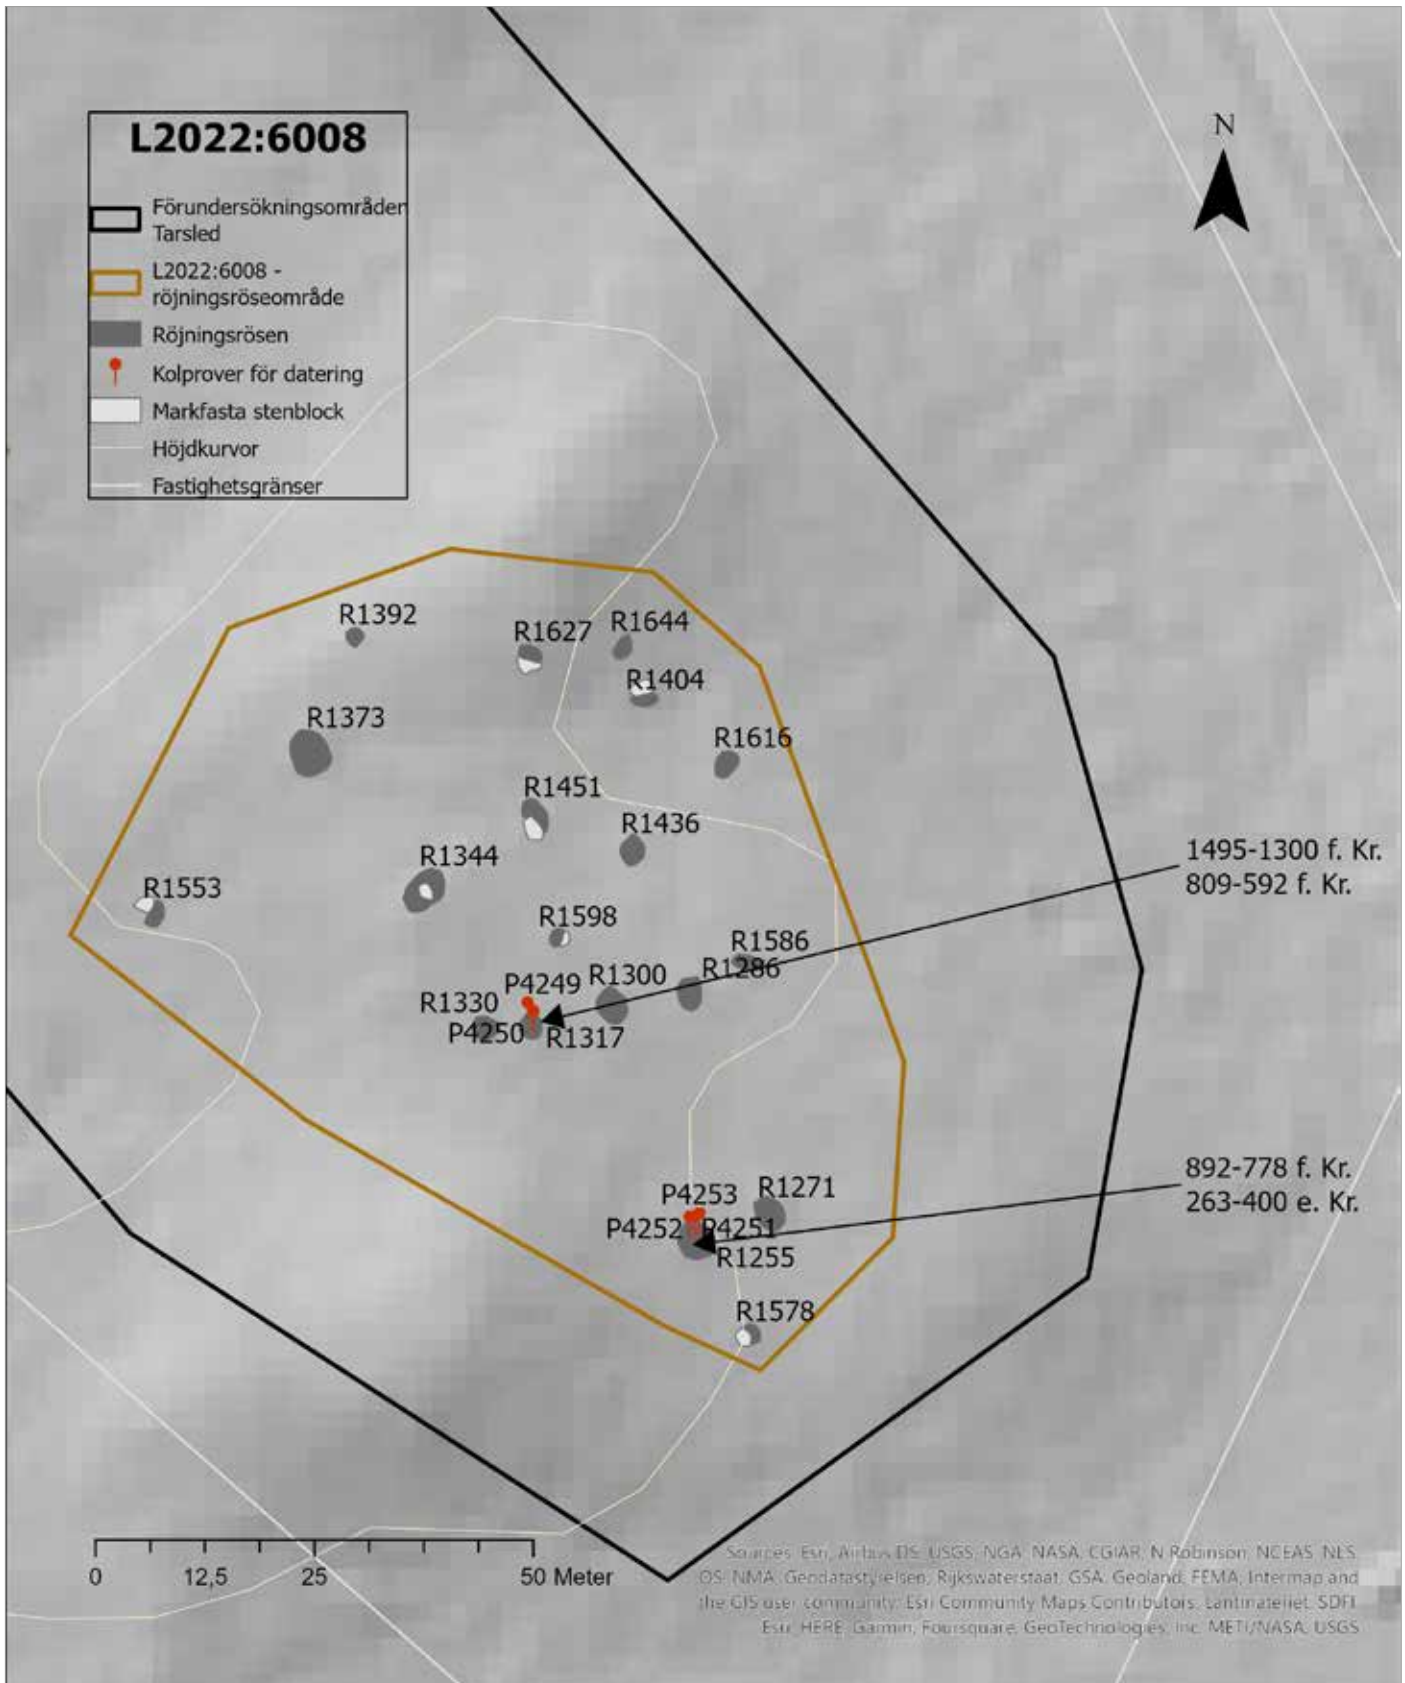 L2022:6008
Förundersökningsområden
Tarsled
L2022:6008 -
röjningsröseområde
Röjningsrösen
Kolprover för datering
Markfasta stenblock
Höjdkurvor
Fastighetsgränser
N
R1392
R1627
R1644
R1404
R1373
R1616
R1451
R1436
R1344
R1553
R1598
R1586
R1286
R1300
P4249
R1330
P4250
R1317
1495-1300 f. Kr.
809-592 f. Kr.
892-778 f. Kr.
263-400 e. Kr.
P4253
R1271
P4252
P4251
R1255
R1578
0 12,5 25 50 Meter
Sources: Esri, Airbus DS, USGS, NGA, NASA, CGIAR, N Robinson, NCEAS, NLS,
OS, NMA, Geodatastyrelsen, Rijkswaterstaat, GSA, Geoland, FEMA, Intermap and
the GIS user community, Esri Community Maps Contributors, Lantmäteriet, SDFI,
Esri, HERE, Garmin, Foursquare, GeoTechnologies, Inc, METI/NASA, USGS